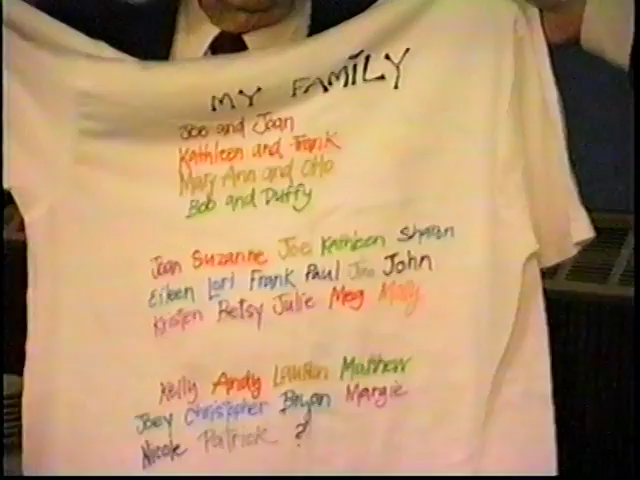 MY FAMILY
Joe and Joan
Kathleen and Frank
Mary Ann and Otto
Bob and Duffy
Joan Suzanne Joe Kathleen Sharon
Eileen Lori Frank Paul Jim John
Kristen Betsy Julie Meg Molly
Kelly Andy Lauren Matthew
Joey Christopher Bryan Margie
Nicole Patrick ?